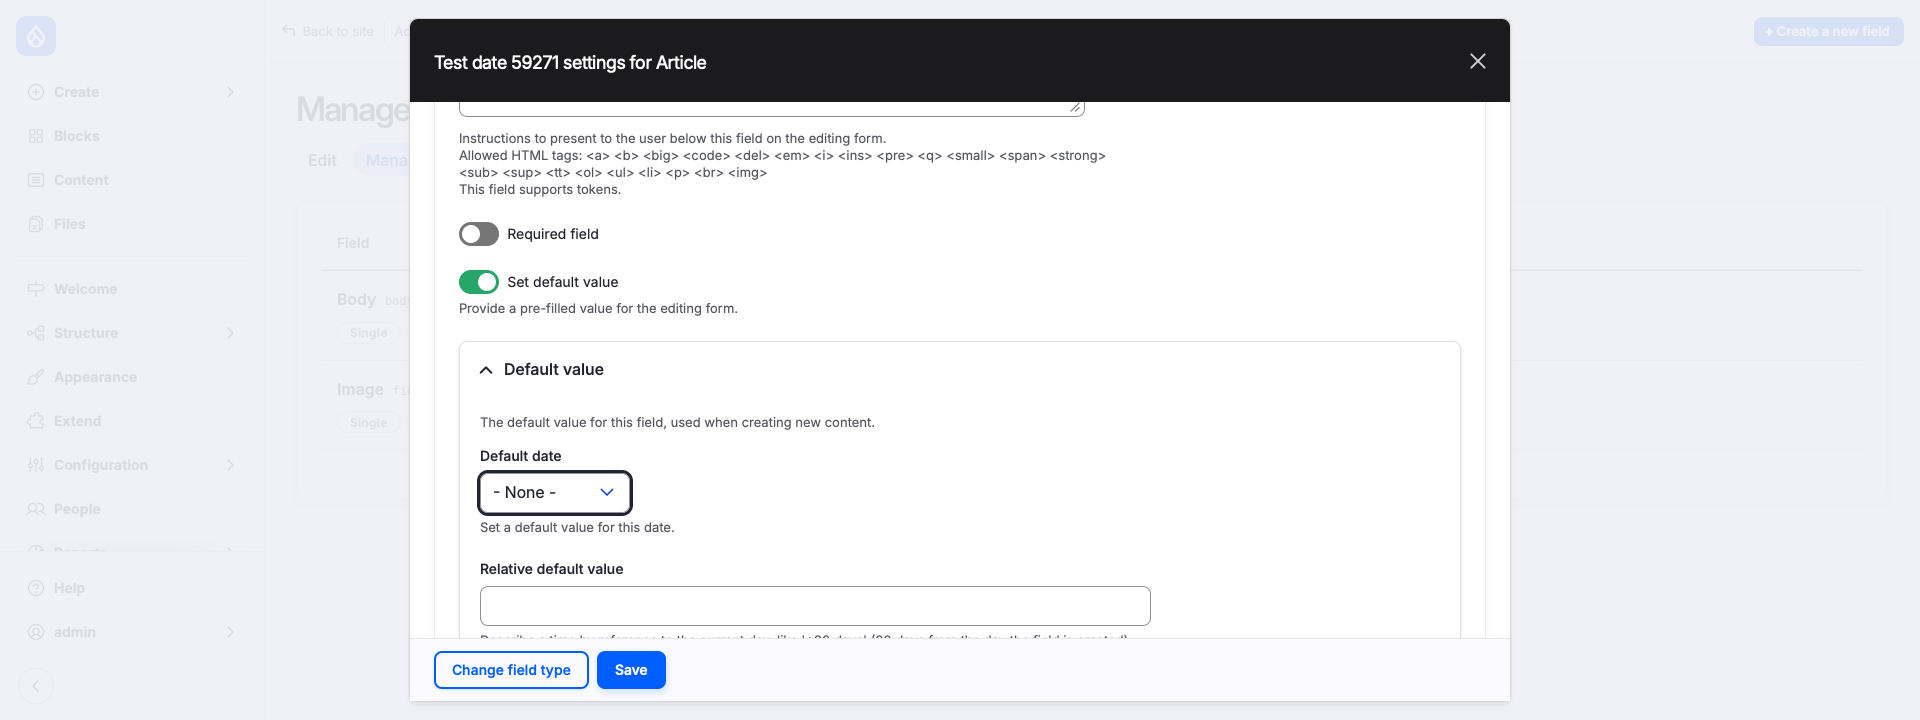 Back to site
+ Create a new field
Create
Blocks
Content
Files
Welcome
Structure
Appearance
Extend
Configuration
People
Reports
Help
admin
Manage
Edit
Mana
Field
Body
Single
Image
Single
Test date 59271 settings for Article
Instructions to present to the user below this field on the editing form.
Allowed HTML tags: <a> <b> <big> <code> <del> <em> <i> <ins> <pre> <q> <small> <span> <strong>
<sub> <sup> <tt> <ol> <ul> <li> <p> <br> <img>
This field supports tokens.
Required field
Set default value
Provide a pre-filled value for the editing form.
Default value
The default value for this field, used when creating new content.
Default date
- None -
Set a default value for this date.
Relative default value
Change field type
Save